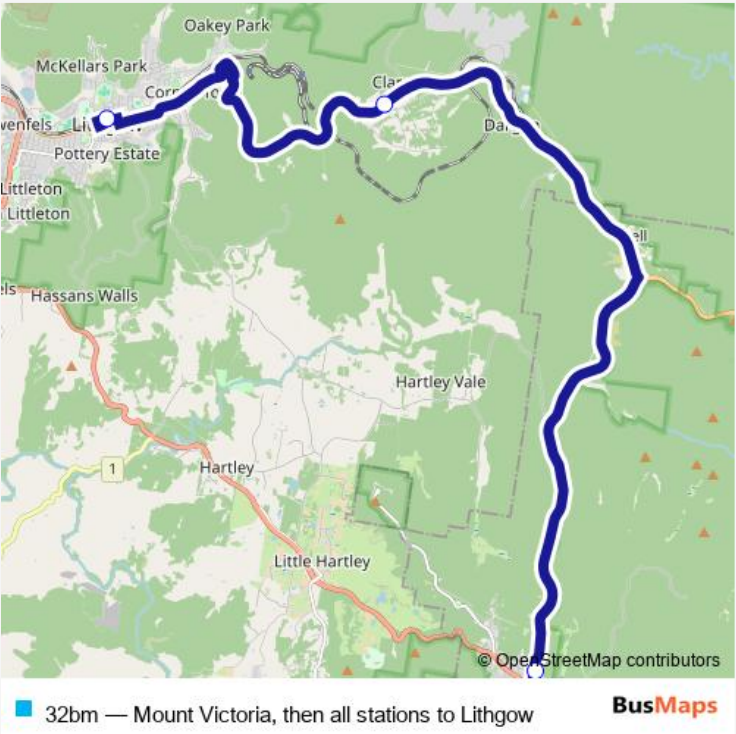 Oakey Park
McKellars Park
Pottery Estate
Littleton
Littleton
Hassans Walls
Hartley Vale
1
Hartley
Little Hartley
© OpenStreetMap contributors
32bm — Mount Victoria, then all stations to Lithgow
BusMaps